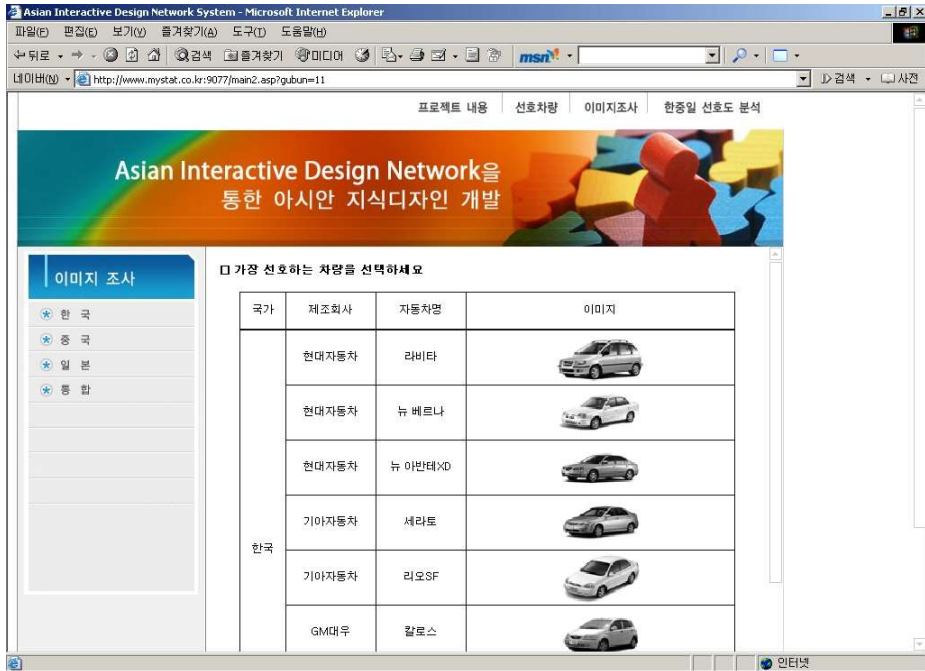 Asian Interactive Design Network System - Microsoft Internet Explorer
파일(F) 편집(E) 보기(V) 즐겨찾기(A) 도구(T) 도움말(H)
뒤로 검색 즐겨찾기 미디어 msn
네이버(N) http://www.mystat.co.kr:9077/main2.asp?gubun=11 검색 사전
프로젝트 내용 선호차량 이미지조사 한중일 선호도 분석
Asian Interactive Design Network을
통한 아시안 지식디자인 개발
이미지 조사
한 국
중 국
일 본
통 합
가장 선호하는 차량을 선택하세요
국가 제조회사 자동차명 이미지
한국
현대자동차 라비타
현대자동차 뉴 베르나
현대자동차 뉴 아반테XD
기아자동차 세라토
기아자동차 리오SF
GM대우 칼로스
인터넷